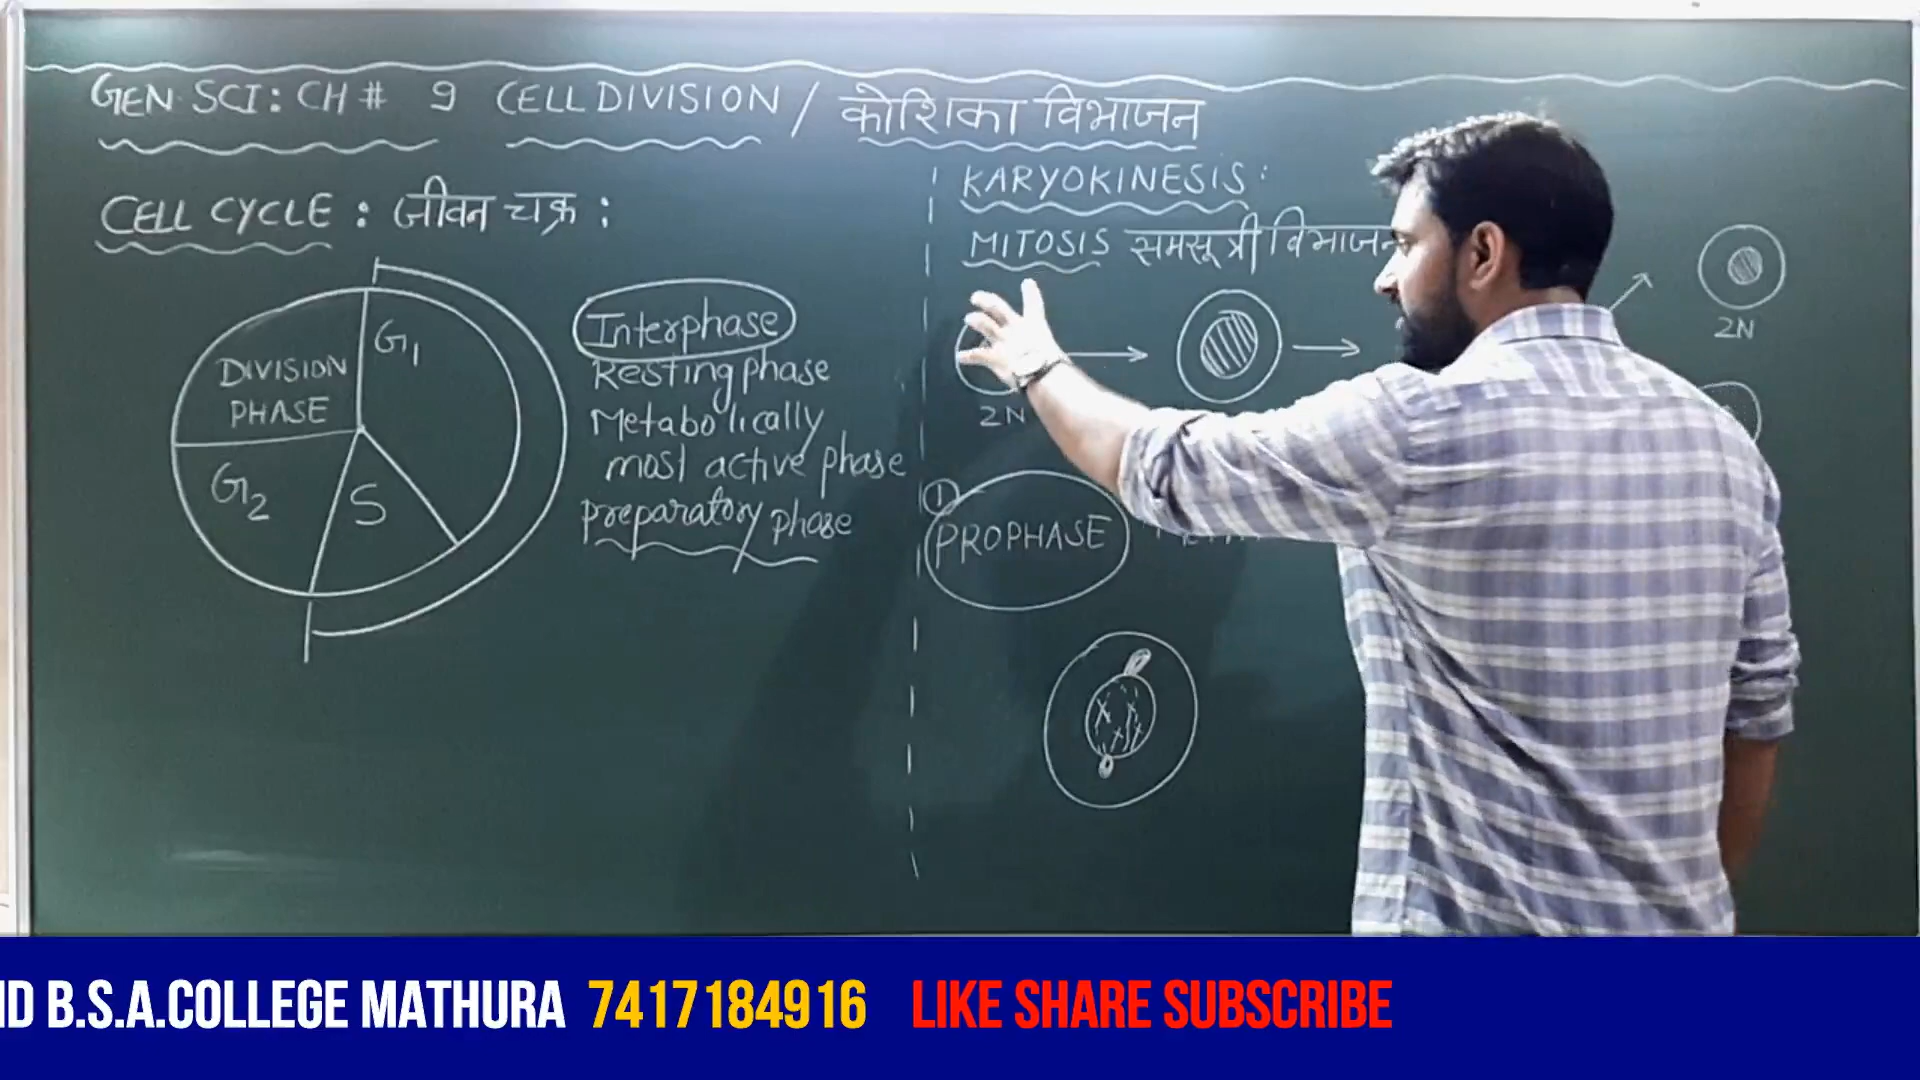 GEN SCI: CH # 9 CELL DIVISION / कोशिका विभाजन
CELL CYCLE : जीवन चक्र :
DIVISION
PHASE
G1
G2
S
Interphase
Resting phase
Metabolically
most active phase
preparatory phase
KARYOKINESIS :
MITOSIS समसूत्री विभाजन
2N
2N
1
PROPHASE
B.S.A.COLLEGE MATHURA 7417184916 LIKE SHARE SUBSCRIBE